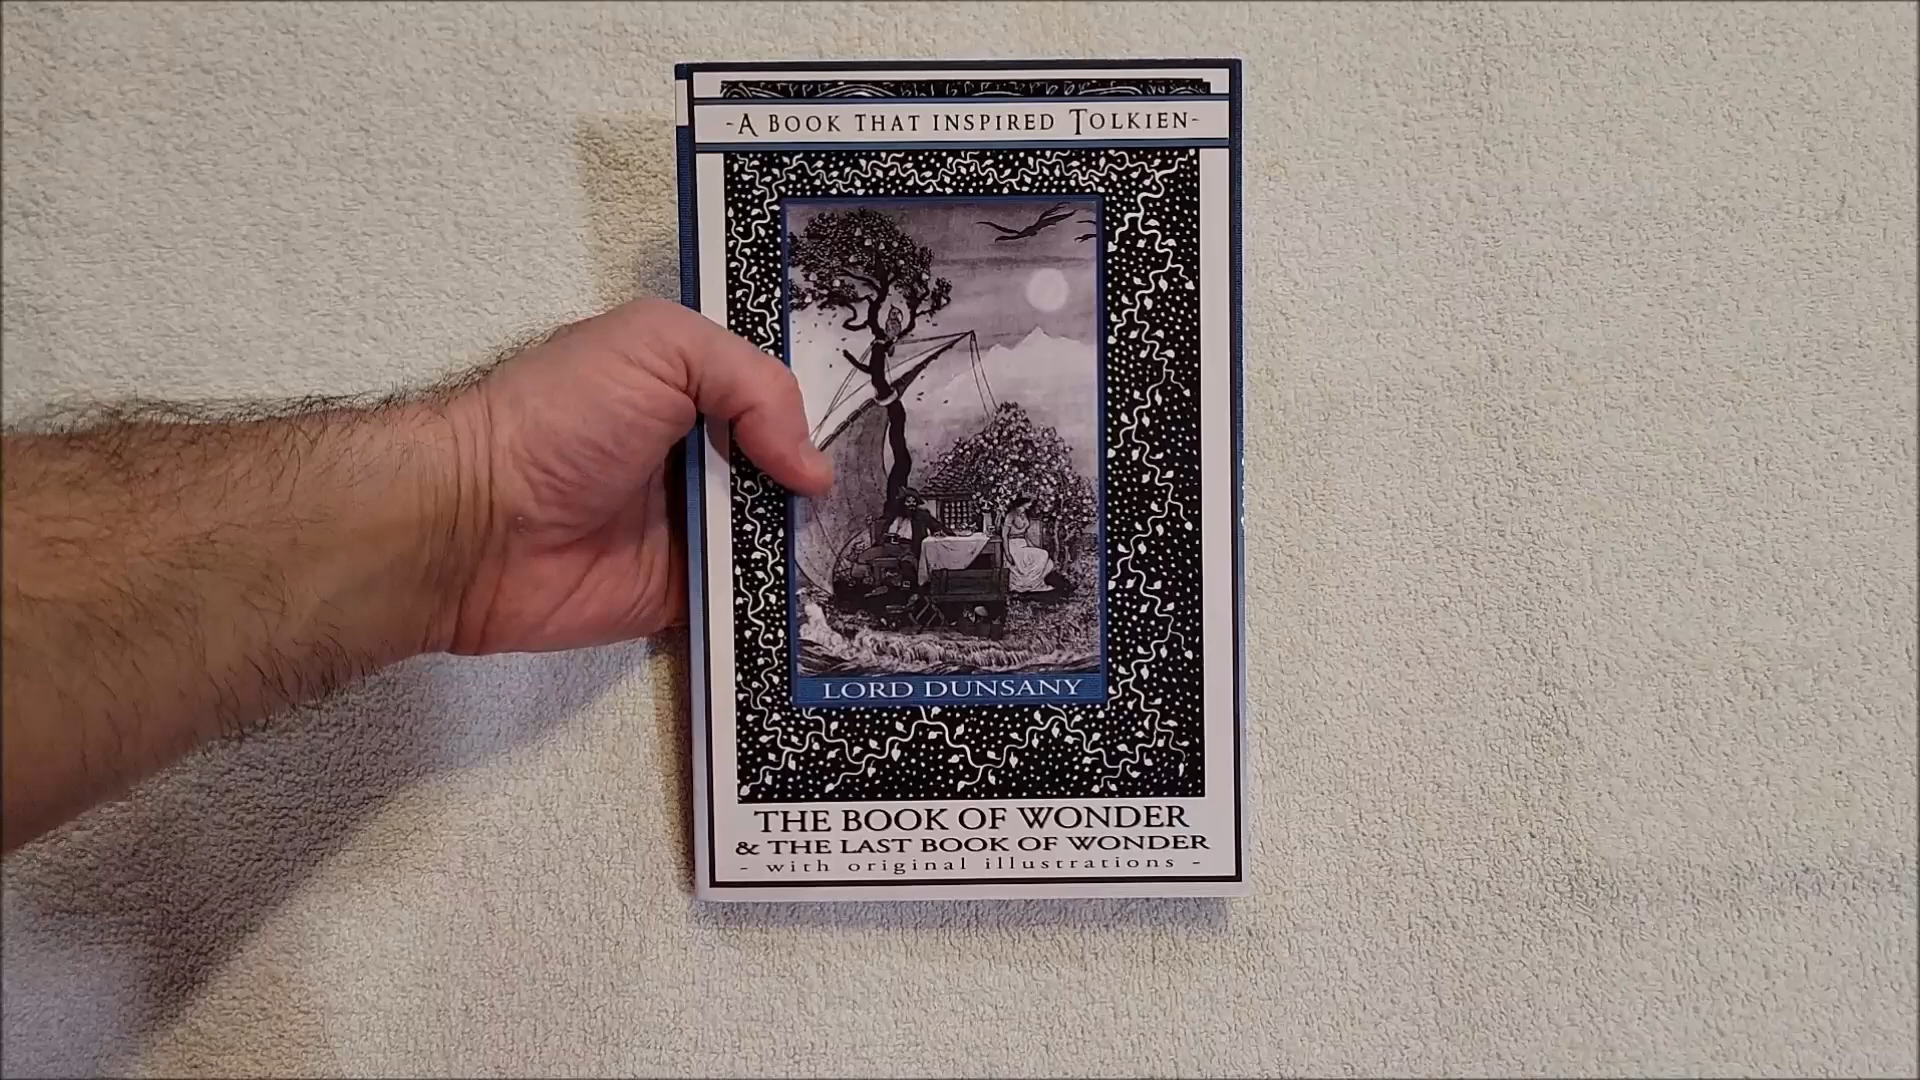 -A BOOK THAT INSPIRED TOLKIEN-
LORD DUNSANY
THE BOOK OF WONDER
& THE LAST BOOK OF WONDER
- with original illustrations -